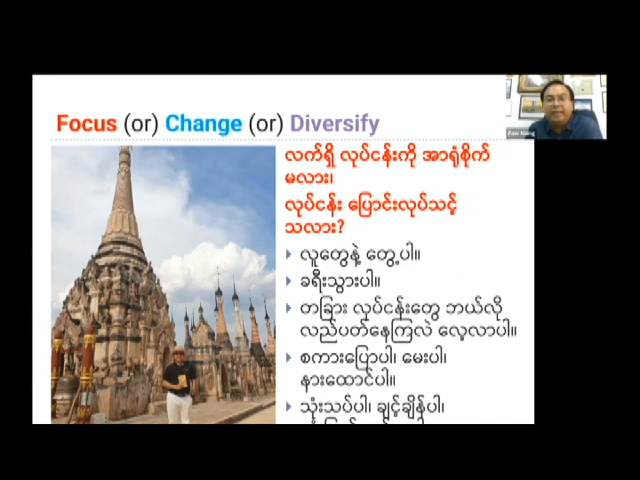 Focus (or) Change (or) Diversify
လက်ရှိ လုပ်ငန်းကို အာရုံစိုက်
မလား၊
လုပ်ငန်း ပြောင်းလုပ်သင့်
သလား?
လူတွေနဲ့ တွေ့ပါ။
ခရီးသွားပါ။
တခြား လုပ်ငန်းတွေ ဘယ်လို
လည်ပတ်နေကြလဲ လေ့လာပါ။
စကားပြောပါ၊ မေးပါ၊
နားထောင်ပါ။
သုံးသပ်ပါ၊ ချင့်ချိန်ပါ၊